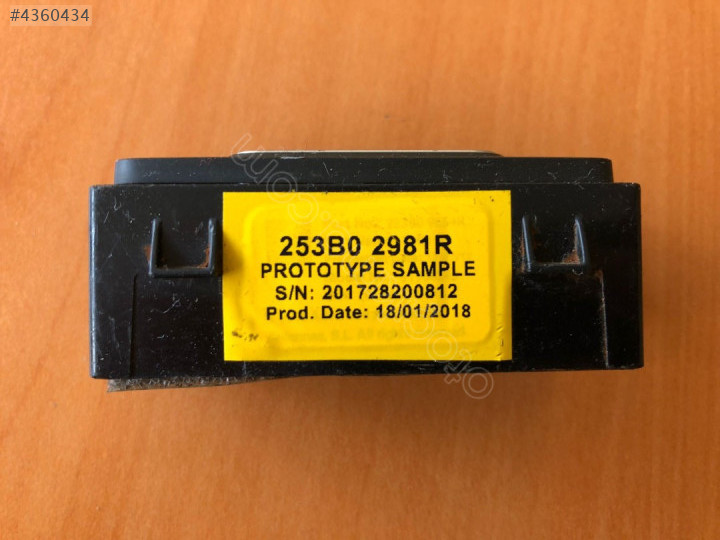 #4360434
253B0 2981R
PROTOTYPE SAMPLE
S/N: 201728200812
Prod. Date: 18/01/2018